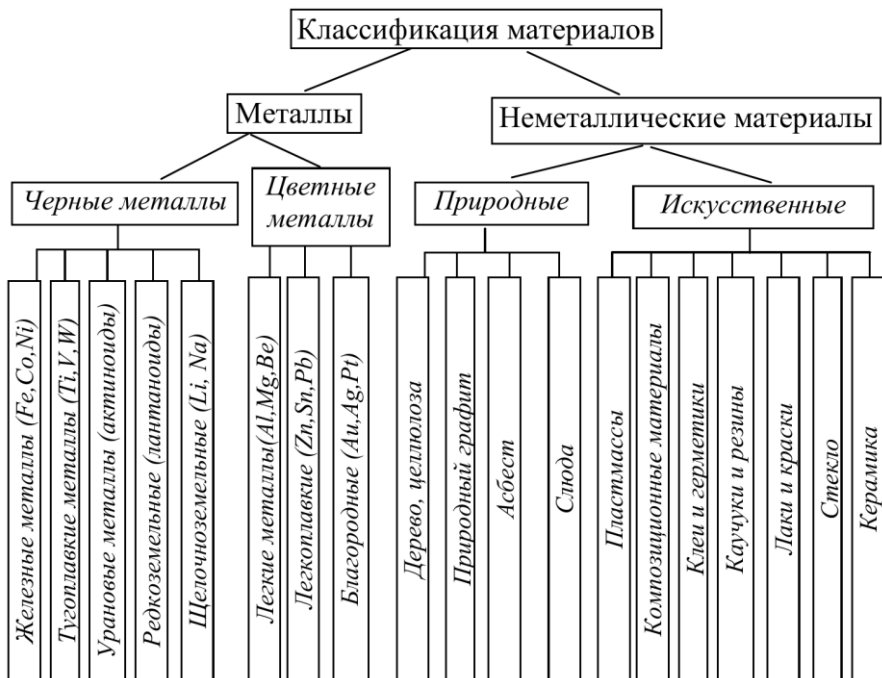 Классификация материалов
Металлы
Неметаллические материалы
Черные металлы
Цветные
металлы
Природные
Искусственные
Железные металлы (Fe,Co,Ni)
Тугоплавкие металлы (Ti,V,W)
Урановые металлы (актиноиды)
Редкоземельные (лантаноиды)
Щелочноземельные (Li, Na)
Легкие металлы(Al,Mg,Be)
Легкоплавкие (Zn,Sn,Pb)
Благородные (Au,Ag,Pt)
Дерево, целлюлоза
Природный графит
Асбест
Слюда
Пластмассы
Композиционные материалы
Клеи и герметики
Каучуки и резины
Лаки и краски
Стекло
Керамика